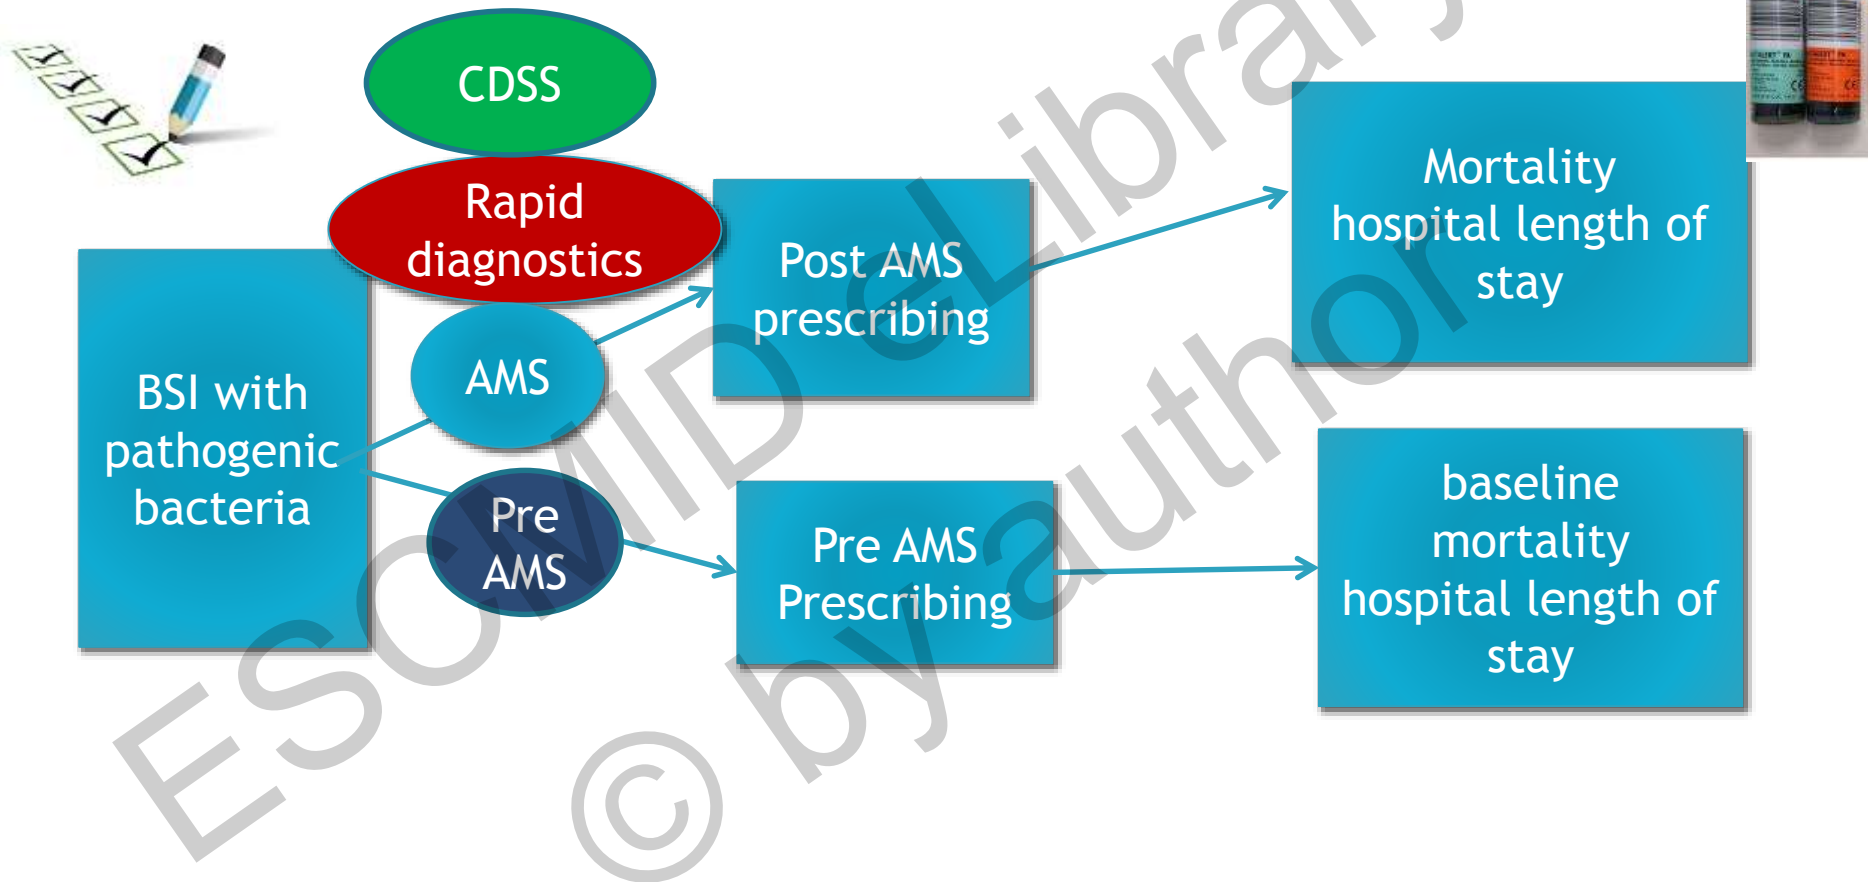 CDSS
Rapid
diagnostics
AMS
Pre
AMS
BSI with
pathogenic
bacteria
Post AMS
prescribing
Pre AMS
Prescribing
Mortality
hospital length of
stay
baseline
mortality
hospital length of
stay
ESCMID eLibrary
© by author